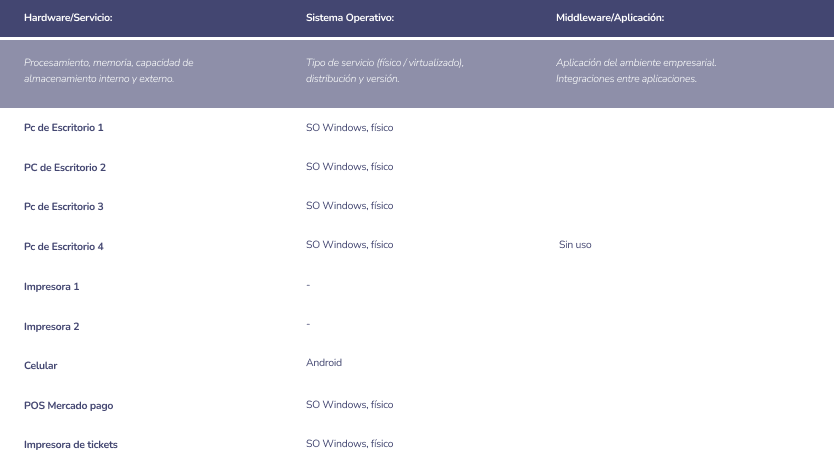 Hardware/Servicio: Sistema Operativo: Middleware/Aplicación:
Procesamiento, memoria, capacidad de almacenamiento interno y externo. Tipo de servicio (físico / virtualizado), distribución y versión. Aplicación del ambiente empresarial. Integraciones entre aplicaciones.
Pc de Escritorio 1 SO Windows, físico
PC de Escritorio 2 SO Windows, físico
Pc de Escritorio 3 SO Windows, físico
Pc de Escritorio 4 SO Windows, físico Sin uso
Impresora 1 -
Impresora 2 -
Celular Android
POS Mercado pago SO Windows, físico
Impresora de tickets SO Windows, físico